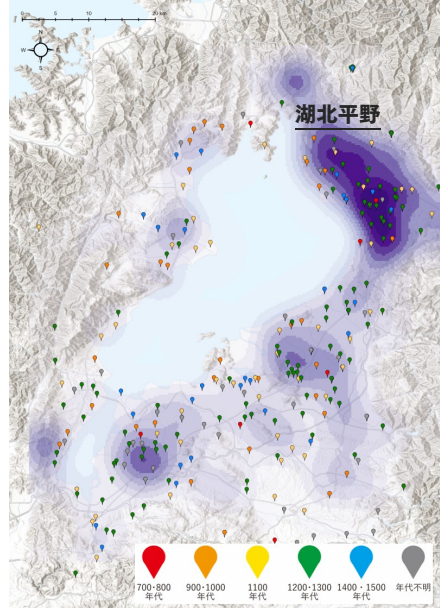 0 5 10 20 km
N
W E
S
湖北平野
700・800
年代
900・1000
年代
1100
年代
1200・1300
年代
1400・1500
年代
年代不明